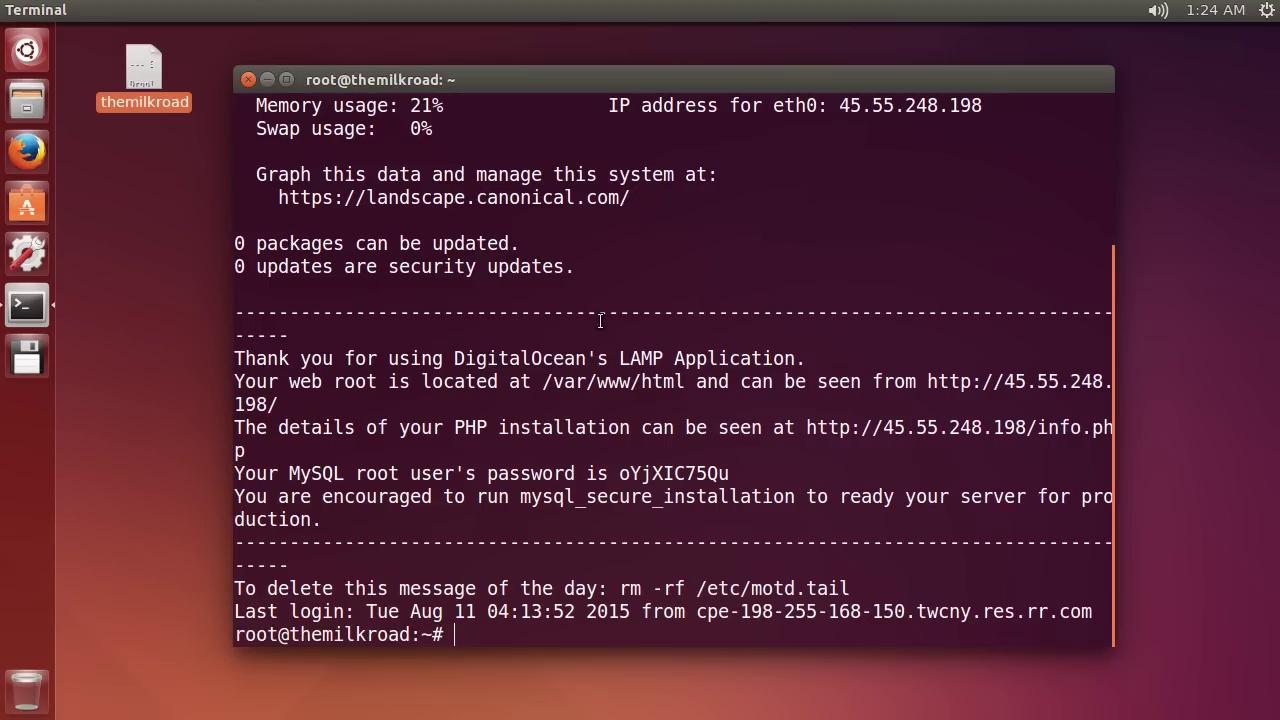 Terminal
1:24 AM
themilkroad
root@themilkroad: ~
Memory usage: 21% IP address for eth0: 45.55.248.198
Swap usage: 0%
Graph this data and manage this system at:
https://landscape.canonical.com/
0 packages can be updated.
0 updates are security updates.
--------------------------------------------------------------------------------
-----
Thank you for using DigitalOcean's LAMP Application.
Your web root is located at /var/www/html and can be seen from http://45.55.248.
198/
The details of your PHP installation can be seen at http://45.55.248.198/info.ph
p
Your MySQL root user's password is oYjXIC75Qu
You are encouraged to run mysql_secure_installation to ready your server for pro
duction.
--------------------------------------------------------------------------------
-----
To delete this message of the day: rm -rf /etc/motd.tail
Last login: Tue Aug 11 04:13:52 2015 from cpe-198-255-168-150.twcny.res.rr.com
root@themilkroad:~#